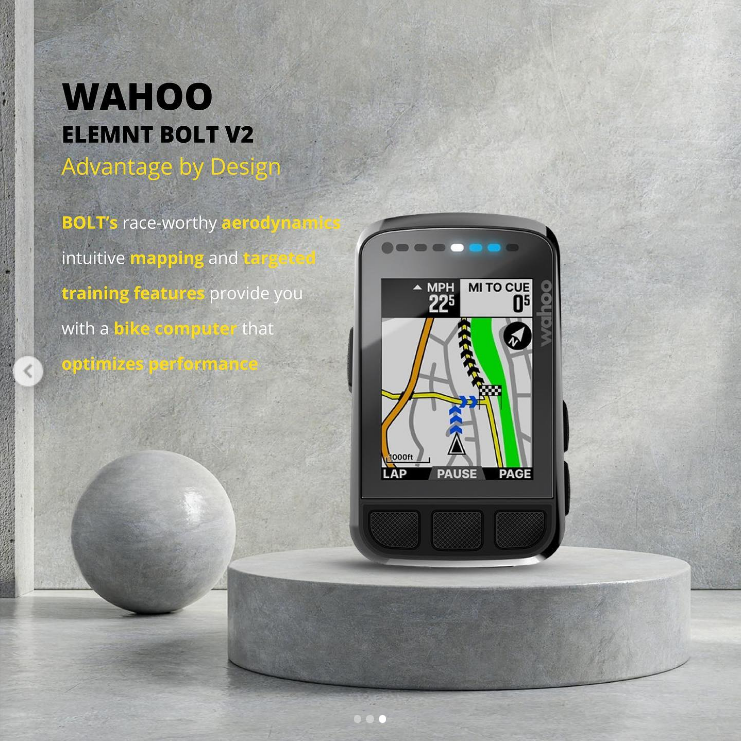 WAHOO
ELEMNT BOLT V2
Advantage by Design
BOLT’s race-worthy aerodynamics
intuitive mapping and targeted
training features provide you
with a bike computer that
optimizes performance
MPH
22⁵
MI TO CUE
0⁵
wahoo
N
LAP
PAUSE
PAGE